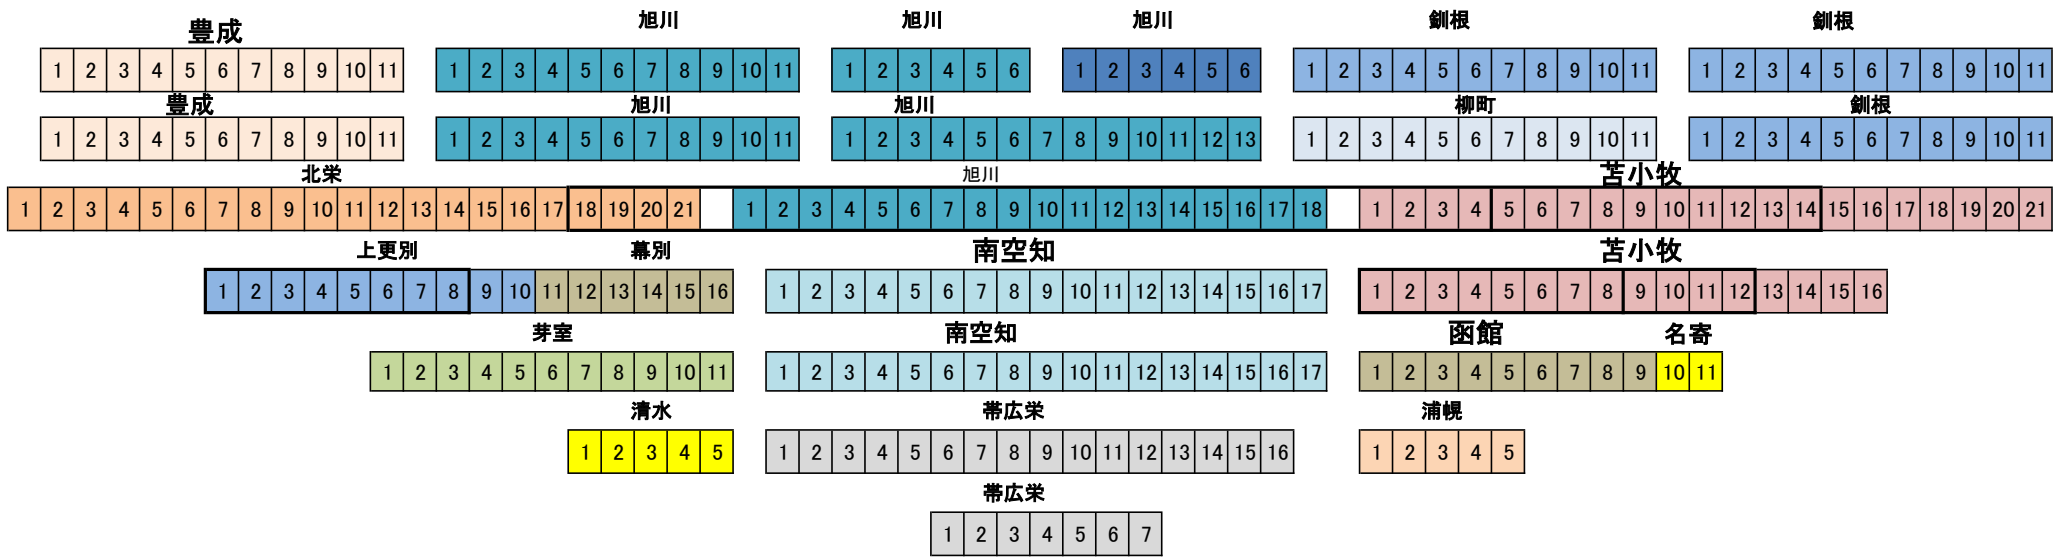 豊成 旭川 旭川 旭川 釧根 釧根
1 2 3 4 5 6 7 8 9 10 11 1 2 3 4 5 6 7 8 9 10 11 1 2 3 4 5 6 1 2 3 4 5 6 1 2 3 4 5 6 7 8 9 10 11 1 2 3 4 5 6 7 8 9 10 11
豊成 旭川 旭川 柳町 釧根
1 2 3 4 5 6 7 8 9 10 11 1 2 3 4 5 6 7 8 9 10 11 1 2 3 4 5 6 7 8 9 10 11 12 13 1 2 3 4 5 6 7 8 9 10 11 1 2 3 4 5 6 7 8 9 10 11
北栄 旭川 苫小牧
1 2 3 4 5 6 7 8 9 10 11 12 13 14 15 16 17 18 19 20 21 1 2 3 4 5 6 7 8 9 10 11 12 13 14 15 16 17 18 1 2 3 4 5 6 7 8 9 10 11 12 13 14 15 16 17 18 19 20 21
上更別 幕別 南空知 苫小牧
1 2 3 4 5 6 7 8 9 10 11 12 13 14 15 16 1 2 3 4 5 6 7 8 9 10 11 12 13 14 15 16 17 1 2 3 4 5 6 7 8 9 10 11 12 13 14 15 16
芽室 南空知 函館 名寄
1 2 3 4 5 6 7 8 9 10 11 1 2 3 4 5 6 7 8 9 10 11 12 13 14 15 16 17 1 2 3 4 5 6 7 8 9 10 11
清水 帯広栄 浦幌
1 2 3 4 5 1 2 3 4 5 6 7 8 9 10 11 12 13 14 15 16 1 2 3 4 5
帯広栄
1 2 3 4 5 6 7